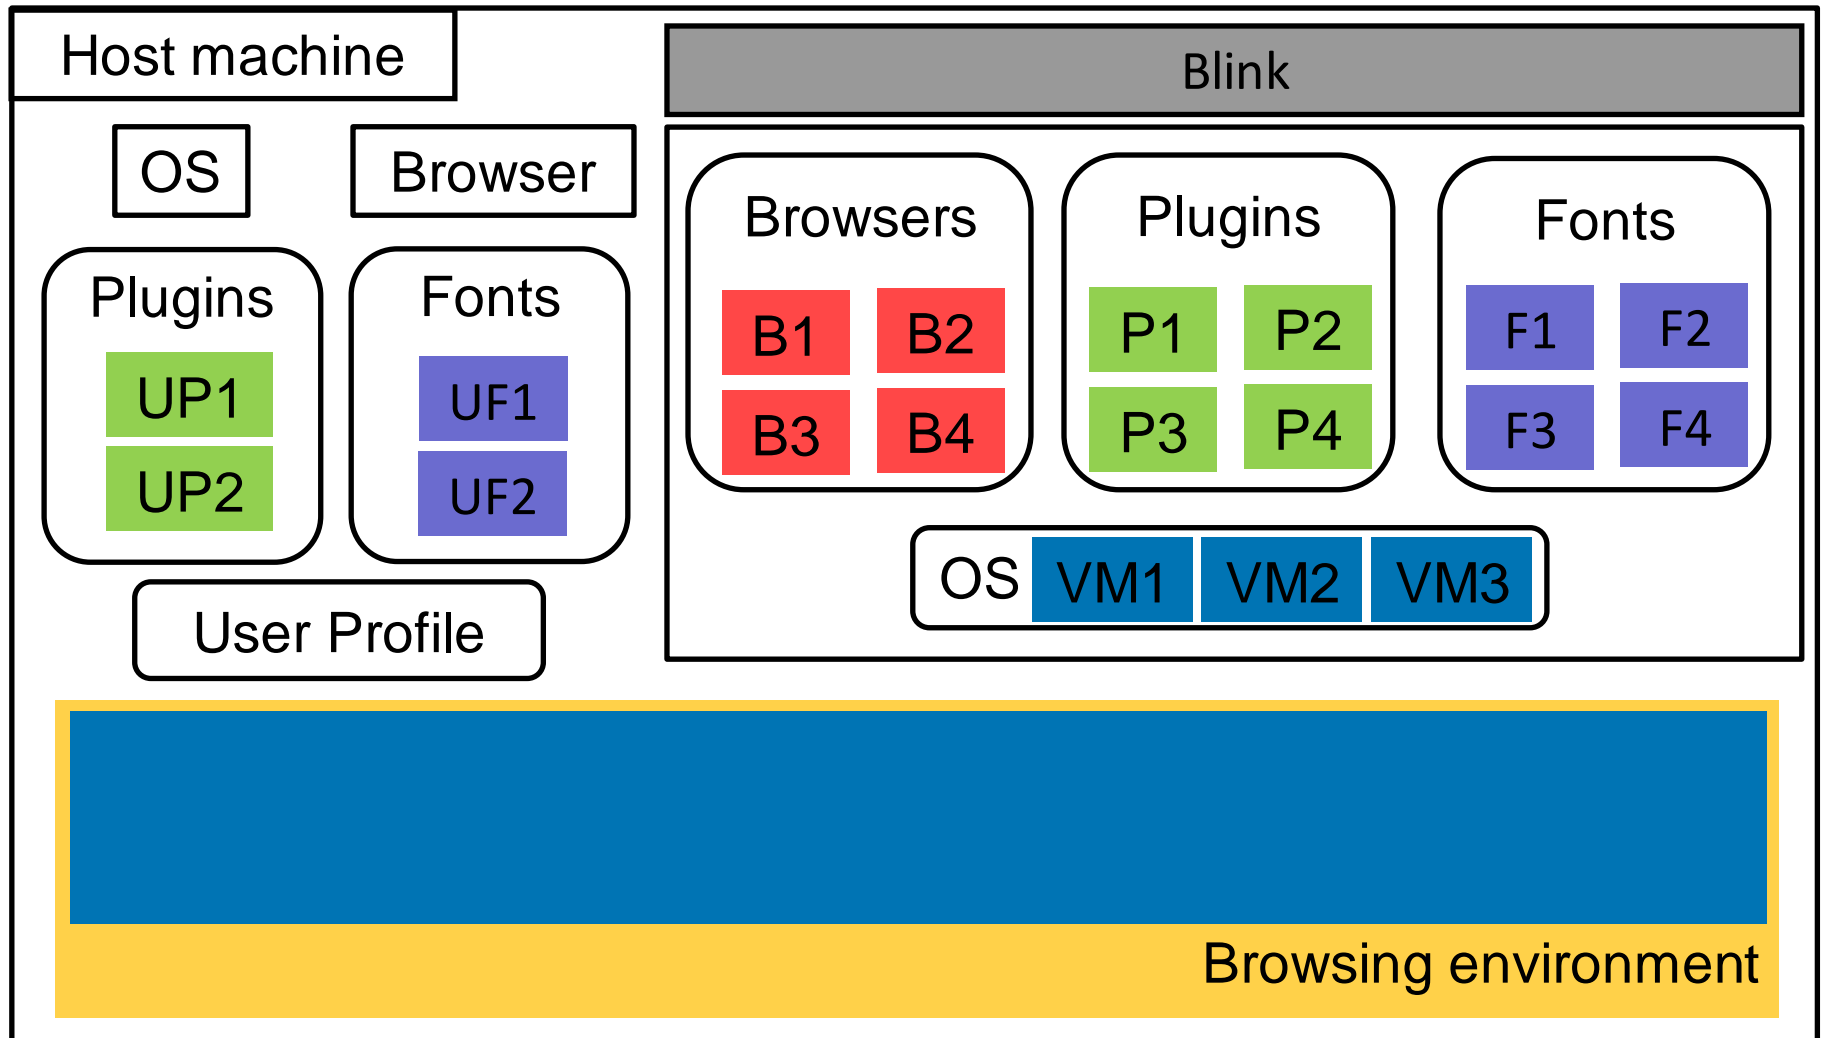 Host machine
Blink
OS
Browser
Plugins
UP1
UP2
Fonts
UF1
UF2
User Profile
Browsers
B1 B2
B3 B4
Plugins
P1 P2
P3 P4
Fonts
F1 F2
F3 F4
OS VM1 VM2 VM3
Browsing environment